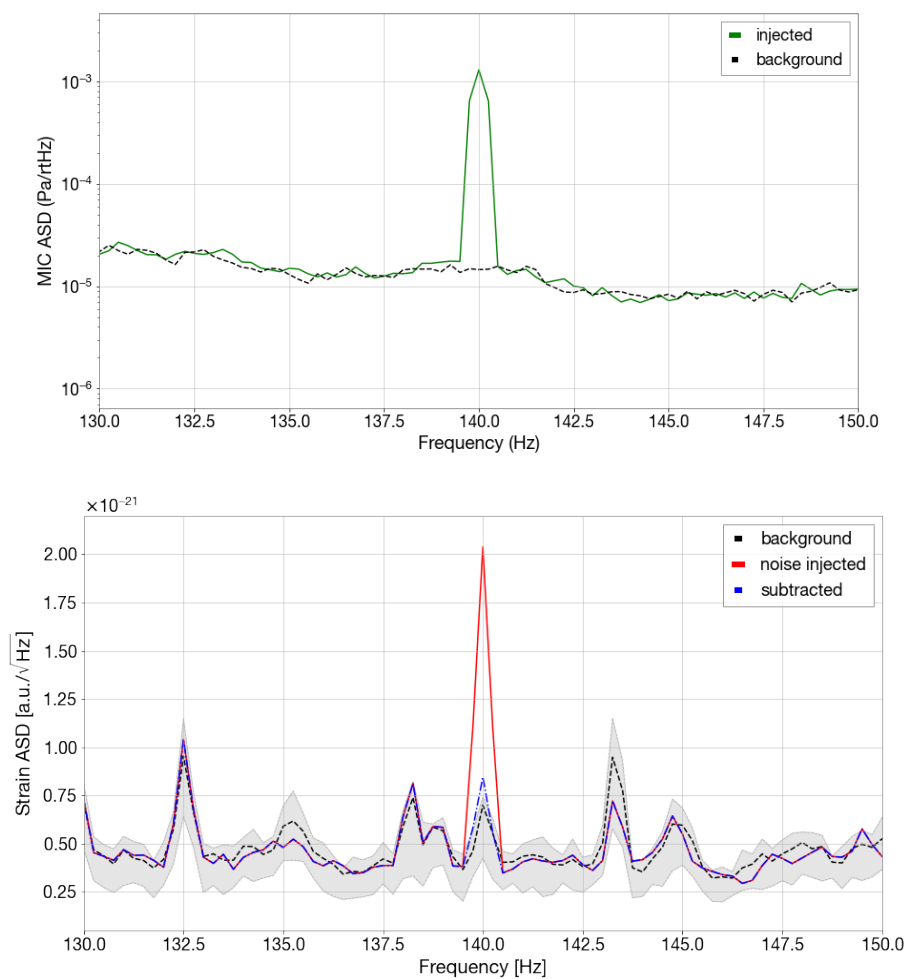 injected
background
10⁻³
10⁻⁴
10⁻⁵
10⁻⁶
MIC ASD (Pa/rtHz)
130.0 132.5 135.0 137.5 140.0 142.5 145.0 147.5 150.0
Frequency (Hz)
×10⁻²¹
background
noise injected
subtracted
2.00
1.75
1.50
1.25
1.00
0.75
0.50
0.25
Strain ASD [a.u./√Hz]
130.0 132.5 135.0 137.5 140.0 142.5 145.0 147.5 150.0
Frequency [Hz]